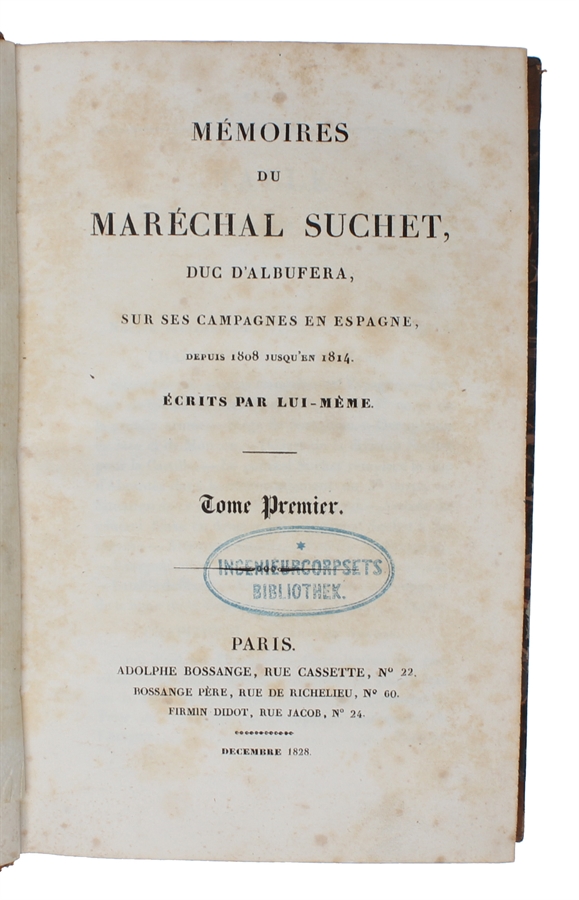 MÉMOIRES
DU
MARÉCHAL SUCHET,
DUC D'ALBUFERA,
SUR SES CAMPAGNES EN ESPAGNE,
DEPUIS 1808 JUSQU'EN 1814.
ÉCRITS PAR LUI-MÊME.
Tome Premier.
INGENIEURCORPSETS
BIBLIOTHEK.
PARIS.
ADOLPHE BOSSANGE, RUE CASSETTE, Nº 22.
BOSSANGE PÈRE, RUE DE RICHELIEU, Nº 60.
FIRMIN DIDOT, RUE JACOB, Nº 24.
DECEMBRE 1828.